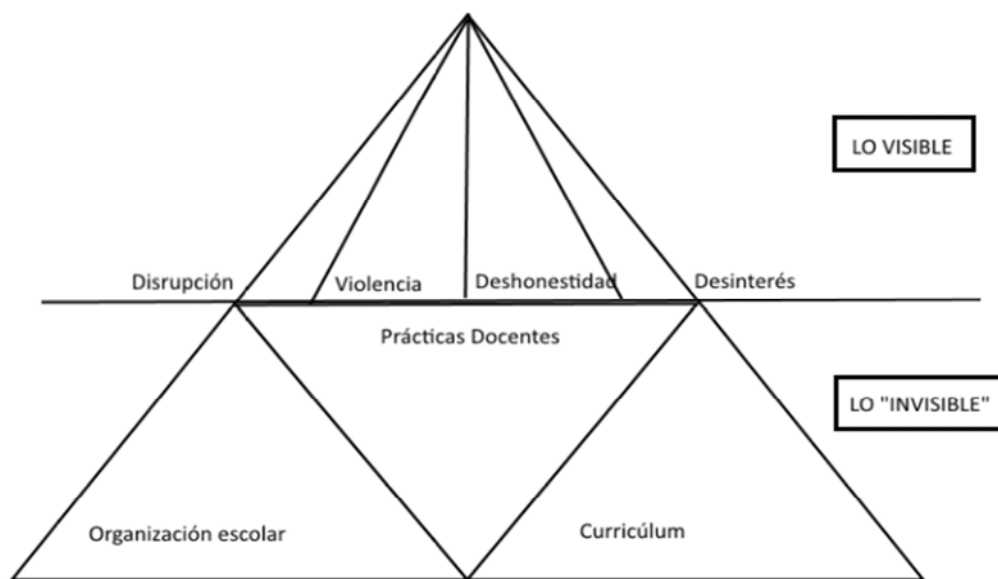 LO VISIBLE
Disrupción
Violencia
Deshonestidad
Desinterés
Prácticas Docentes
LO "INVISIBLE"
Organización escolar
Currículum